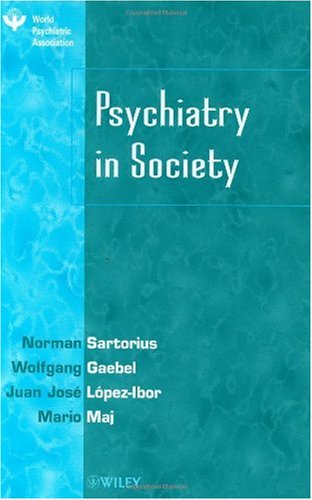 World
Psychiatric
Association
Psychiatry
in Society
Norman Sartorius
Wolfgang Gaebel
Juan José López-Ibor
Mario Maj
WILEY